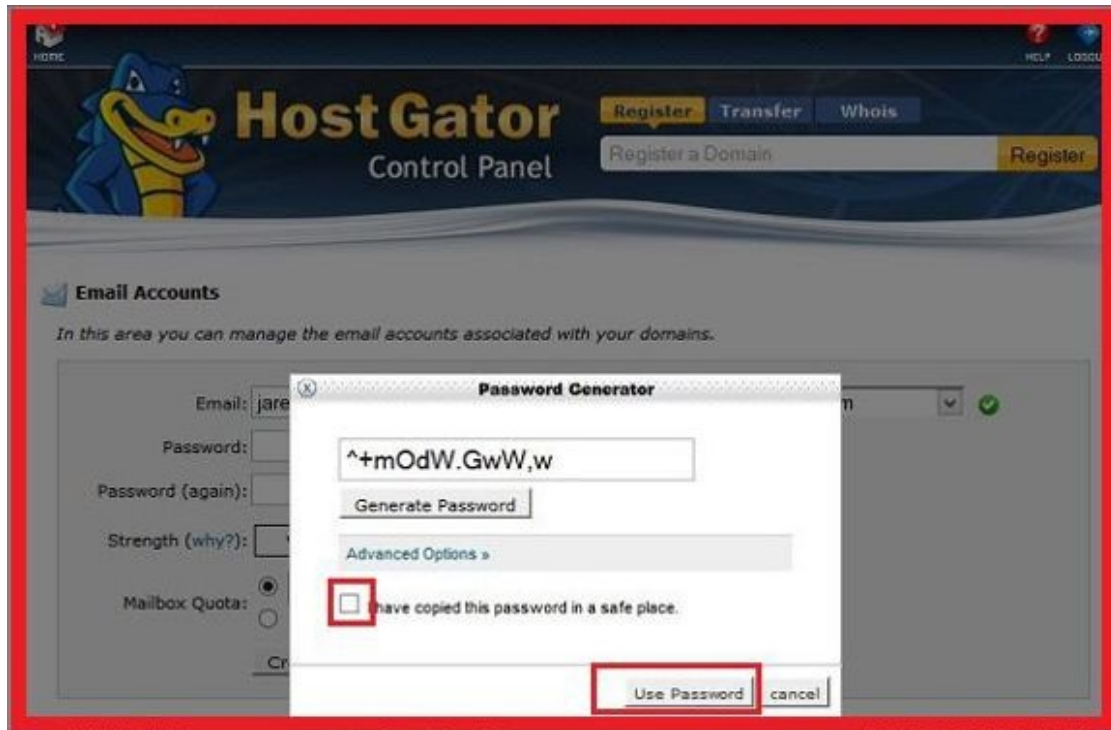 HOME
HELP
HostGator
Control Panel
Register Transfer Whois
Register a Domain Register
Email Accounts
In this area you can manage the email accounts associated with your domains.
Password Generator
Email: jare
Password:
^+mOdW.GwW,w
Password (again):
Generate Password
Strength (why?):
Advanced Options »
Mailbox Quota:
I have copied this password in a safe place.
Use Password cancel